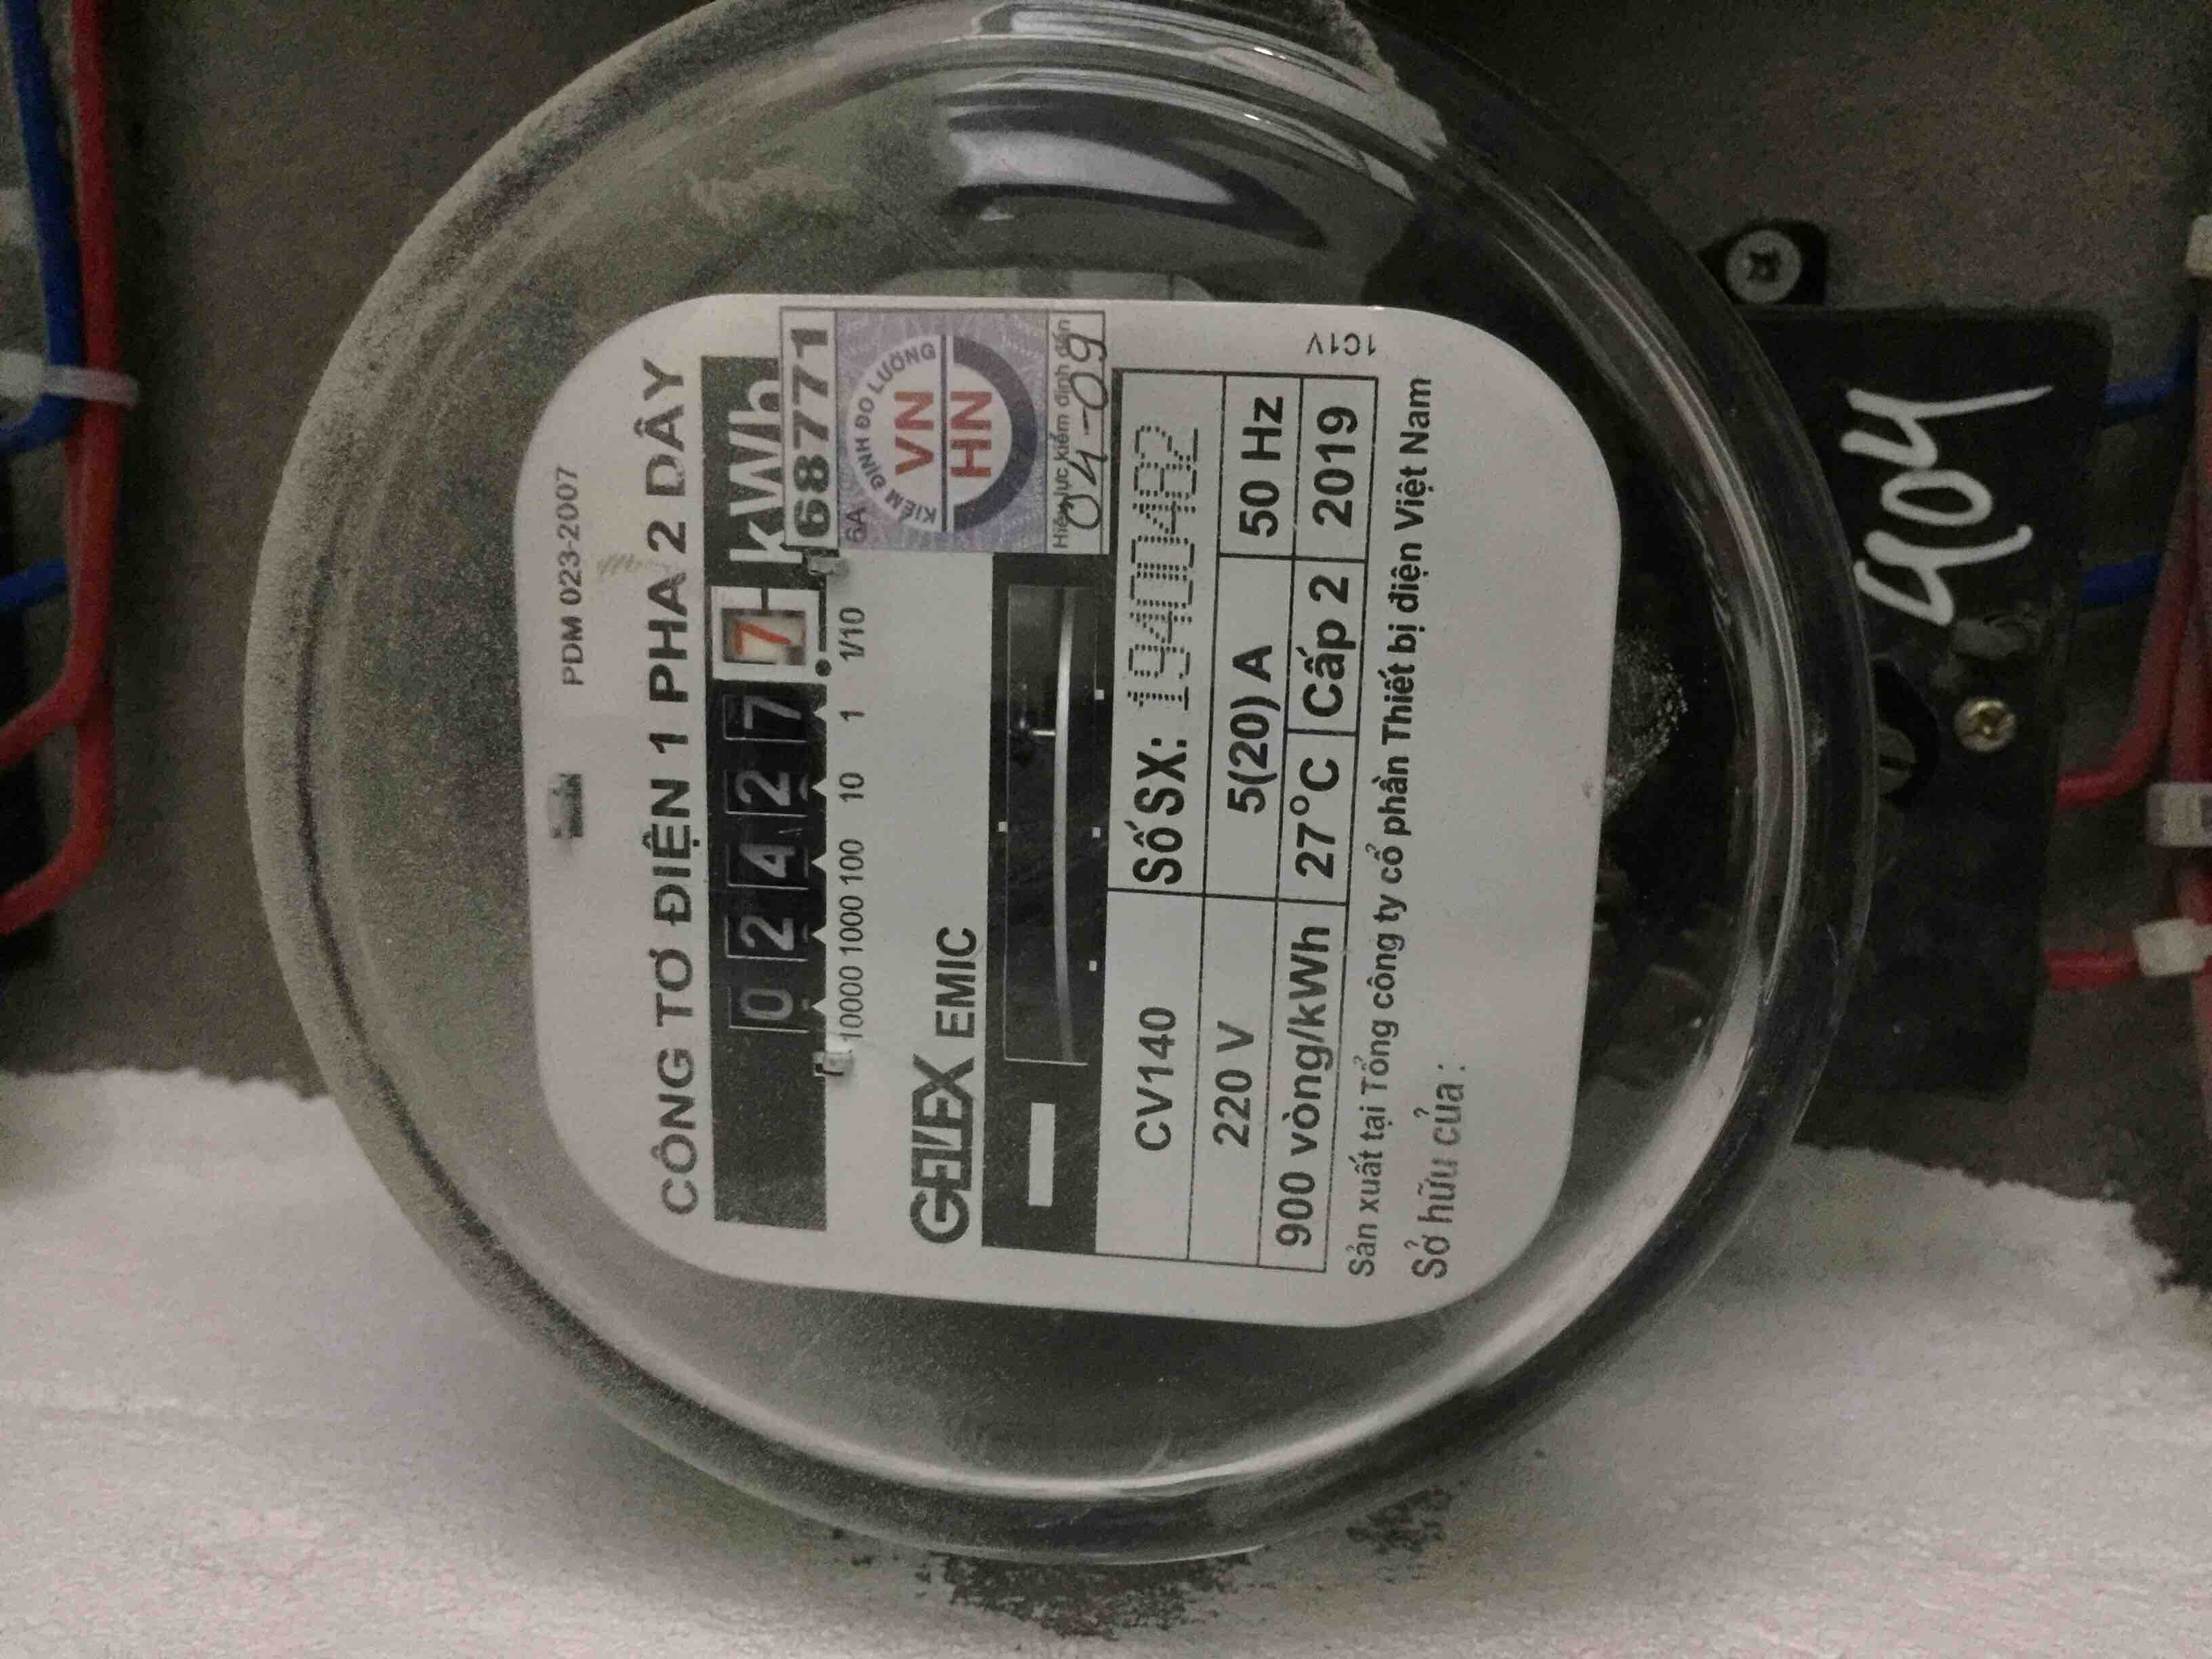 PDM 023-2007
CÔNG TƠ ĐIỆN 1 PHA 2 DÂY
0 2 4 2 7 7 kWh
10000 1000 100 10 1 1/10
68771
6A
KIỂM ĐỊNH ĐO LƯỜNG
VN
HN
Hiệu lực kiểm định đến
04-09
GELEX EMIC
CV140 Số SX: 19400482
220 V 5(20) A 50 Hz
900 vòng/kWh 27°C Cấp 2 2019
Sản xuất tại Tổng công ty cổ phần Thiết bị điện Việt Nam
Sở hữu của :
1C1V
404